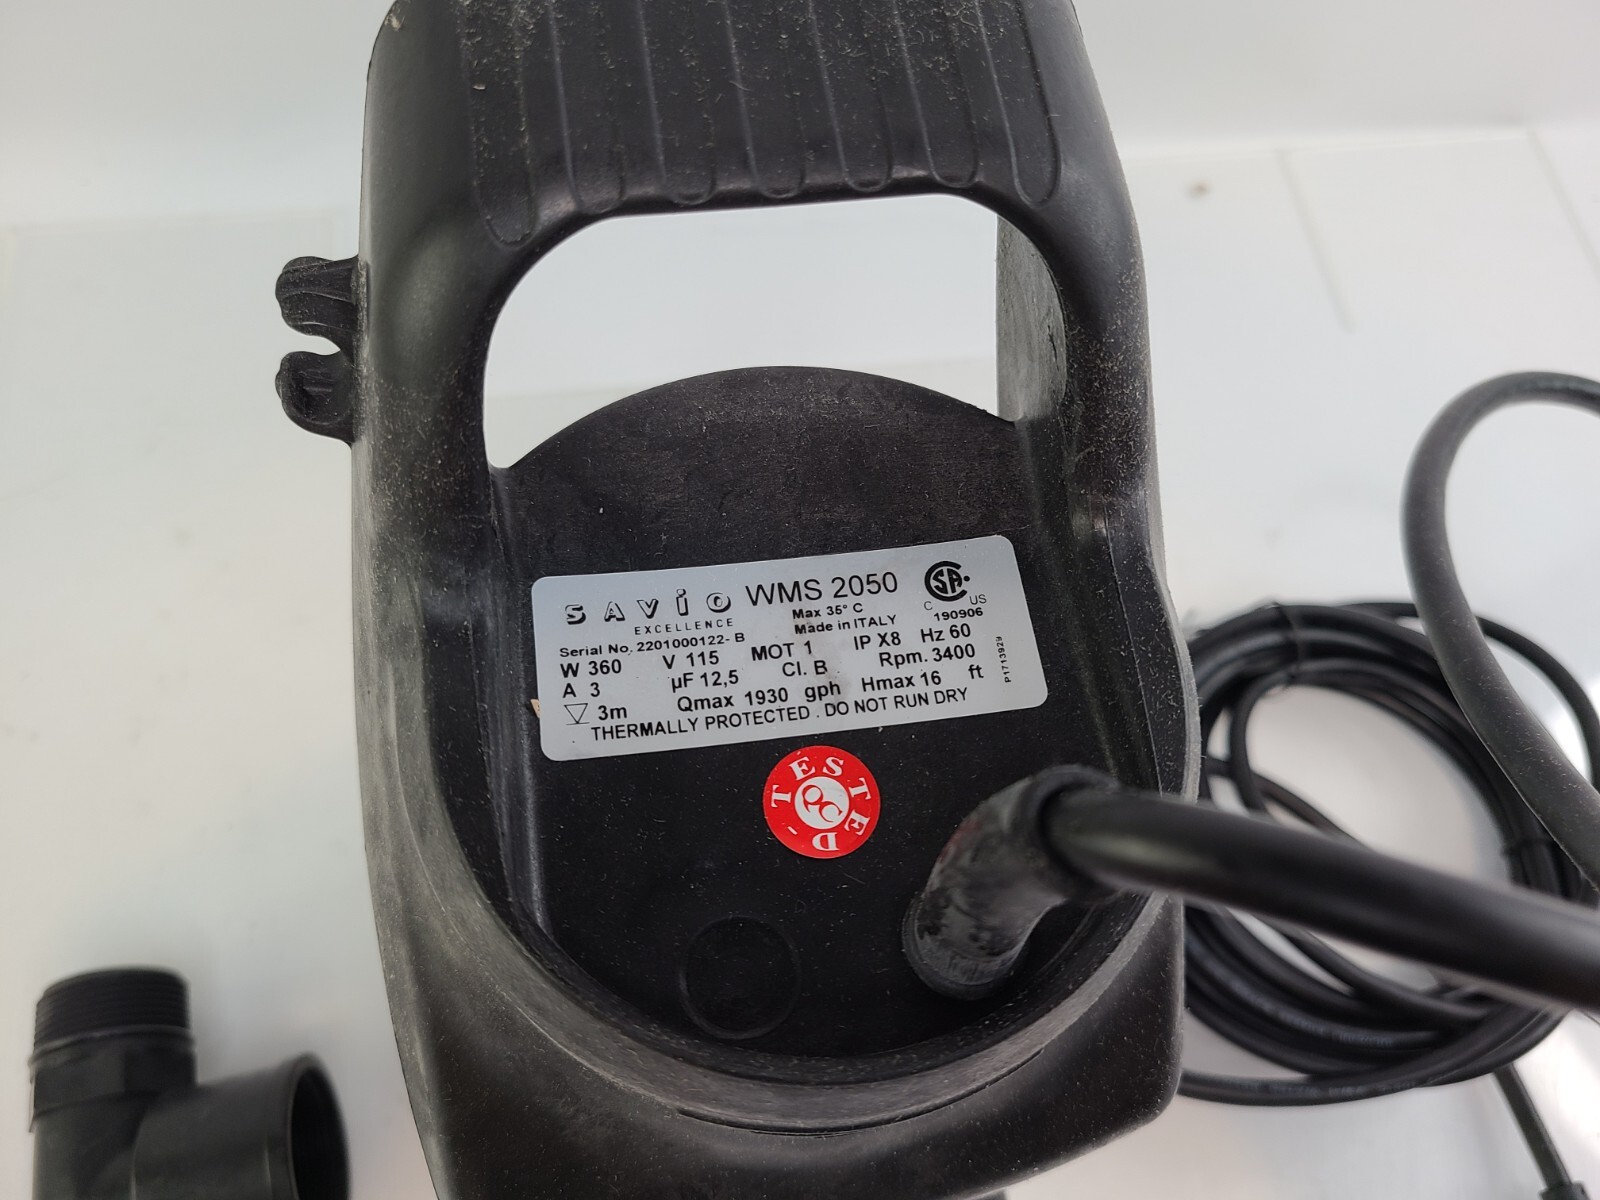 SAViO WMS 2050
EXCELLENCE Max 35° C
Made in ITALY
CSA
C US
190906
Serial No. 2201000122- B
W 360 V 115 MOT 1 IP X8 Hz 60
A 3 µF 12,5 Cl. B Rpm. 3400
3m Qmax 1930 gph Hmax 16 ft
THERMALLY PROTECTED . DO NOT RUN DRY
P1713929
TESTED -